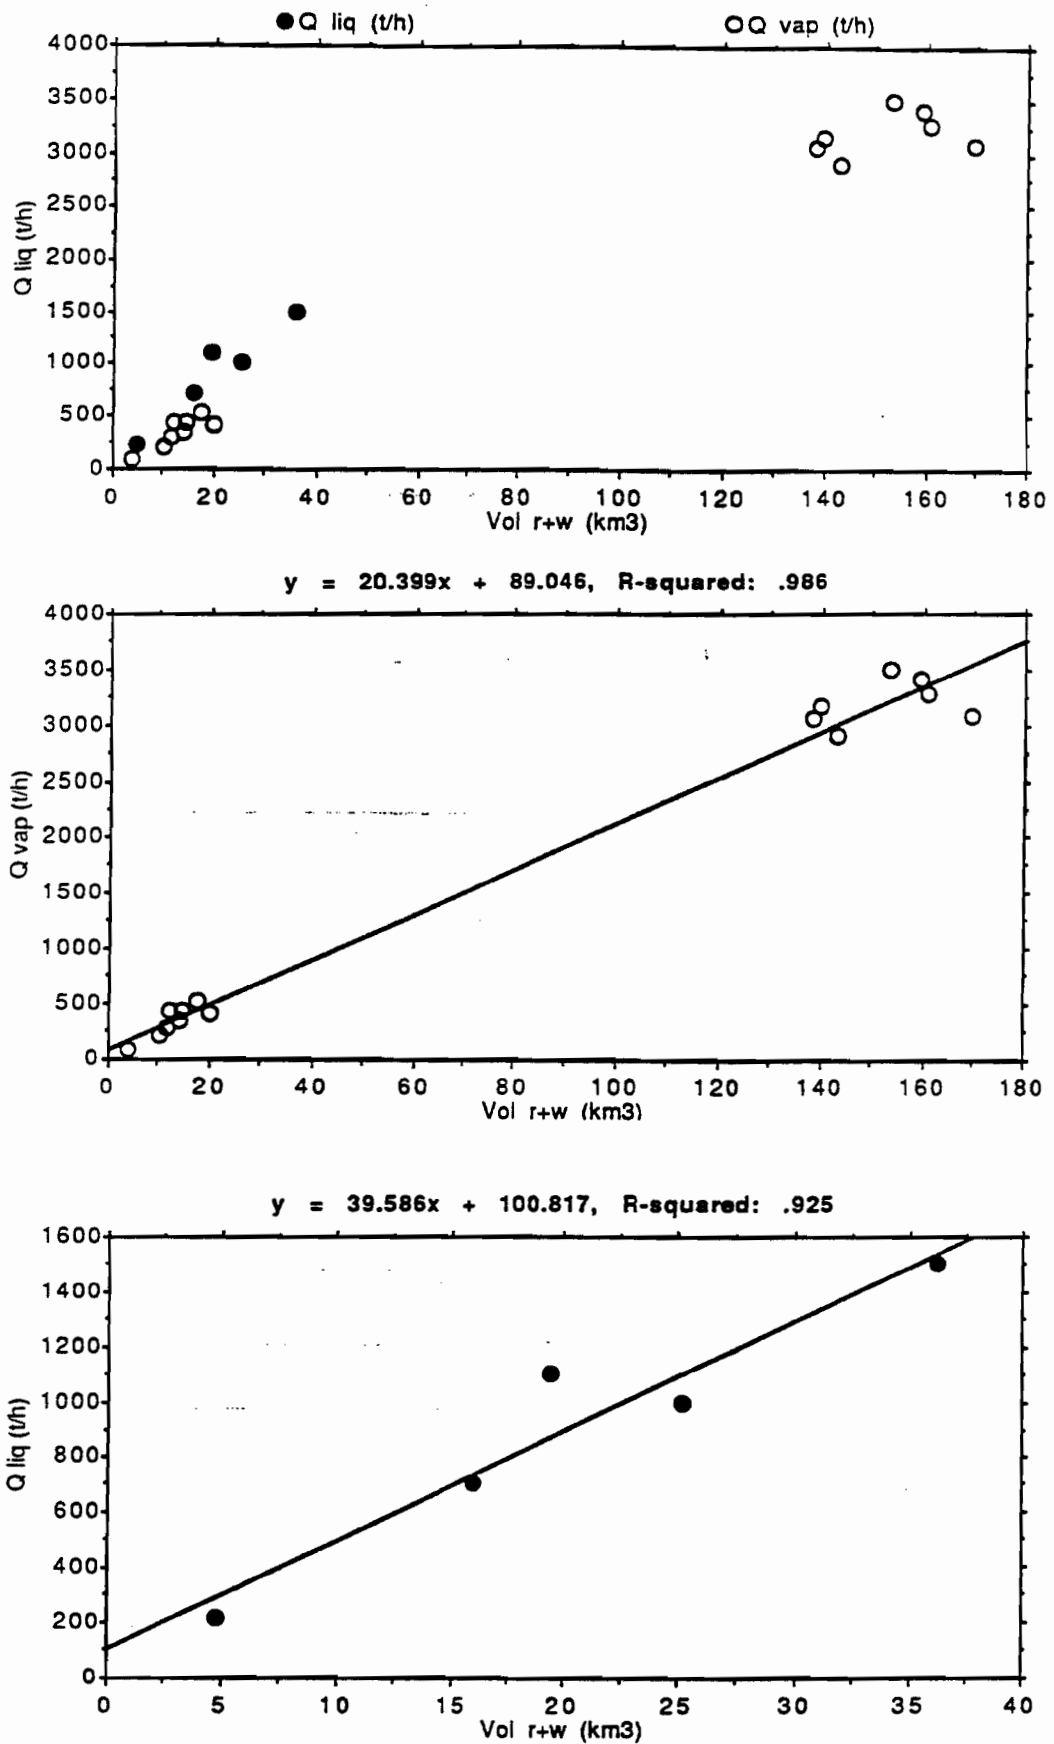 ●Q liq (t/h) OQ vap (t/h)
4000
3500
3000
2500
2000
1500
1000
500
0
Q liq (t/h)
0 20 40 60 80 100 120 140 160 180
Vol r+w (km3)
y = 20.399x + 89.046, R-squared: .986
4000
3500
3000
2500
2000
1500
1000
500
0
Q vap (t/h)
0 20 40 60 80 100 120 140 160 180
Vol r+w (km3)
y = 39.586x + 100.817, R-squared: .925
1600
1400
1200
1000
800
600
400
200
0
Q liq (t/h)
0 5 10 15 20 25 30 35 40
Vol r+w (km3)